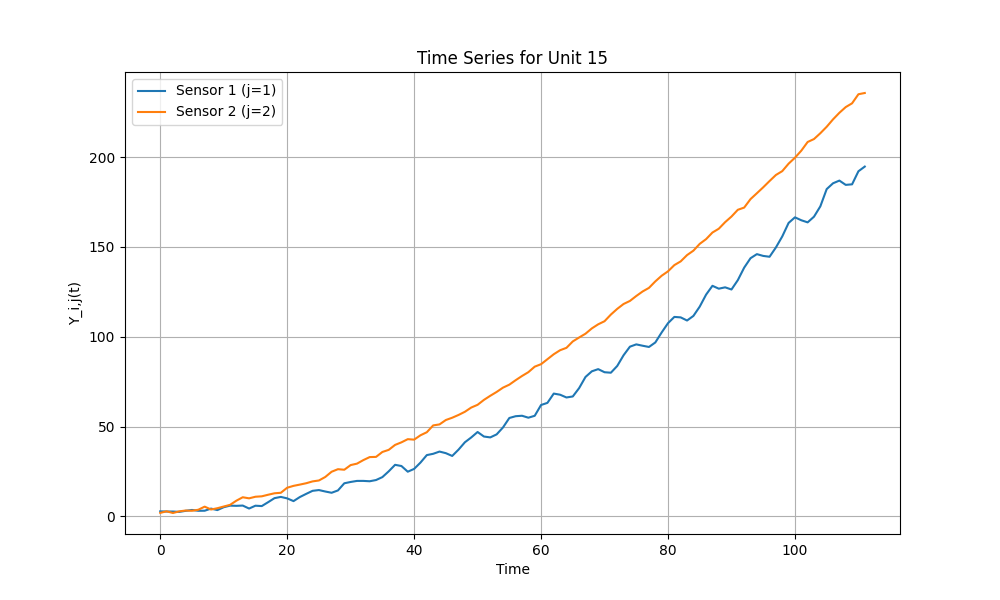 Time Series for Unit 15
Sensor 1 (j=1)
Sensor 2 (j=2)
Y_i,j(t)
200
150
100
50
0
0 20 40 60 80 100
Time